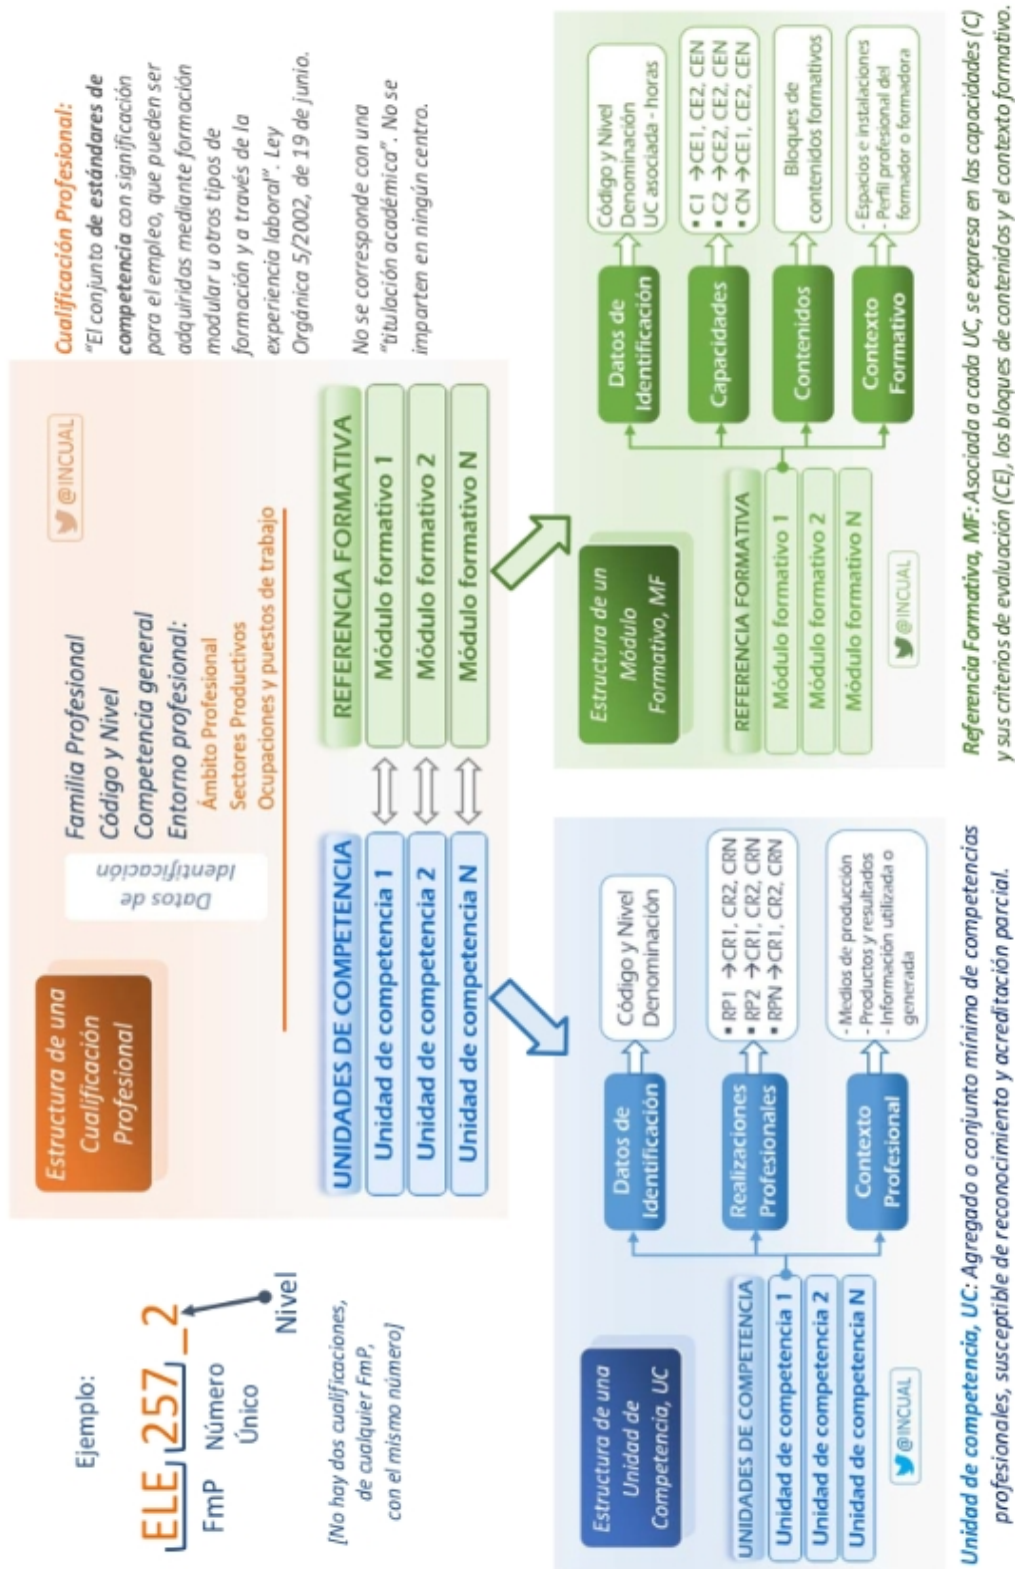 Ejemplo:
ELE 257_2
FmP
Número
Único
Nivel
[No hay dos cualificaciones,
de cualquier FmP,
con el mismo número]
Estructura de una
Cualificación
Profesional
Datos de
Identificación
Familia Profesional
Código y Nivel
Competencia general
Entorno profesional:
Ámbito Profesional
Sectores Productivos
Ocupaciones y puestos de trabajo
@INCUAL
UNIDADES DE COMPETENCIA
Unidad de competencia 1
Unidad de competencia 2
Unidad de competencia N
REFERENCIA FORMATIVA
Módulo formativo 1
Módulo formativo 2
Módulo formativo N
Cualificación Profesional:
"El conjunto de estándares de
competencia con significación
para el empleo, que pueden ser
adquiridas mediante formación
modular u otros tipos de
formación y a través de la
experiencia laboral". Ley
Orgánica 5/2002, de 19 de junio.
No se corresponde con una
"titulación académica". No se
imparten en ningún centro.
Estructura de una
Unidad de
Competencia, UC
UNIDADES DE COMPETENCIA
Unidad de competencia 1
Unidad de competencia 2
Unidad de competencia N
@INCUAL
Datos de
Identificación
Código y Nivel
Denominación
Realizaciones
Profesionales
▪ RP1 →CR1, CR2, CRN
▪ RP2 →CR1, CR2, CRN
▪ RPN →CR1, CR2, CRN
Contexto
Profesional
- Medios de producción
- Productos y resultados
- Información utilizada o
generada
Unidad de competencia, UC: Agregado o conjunto mínimo de competencias
profesionales, susceptible de reconocimiento y acreditación parcial.
Estructura de un
Módulo
Formativo, MF
REFERENCIA FORMATIVA
Módulo formativo 1
Módulo formativo 2
Módulo formativo N
@INCUAL
Datos de
Identificación
Código y Nivel
Denominación
UC asociada - horas
Capacidades
▪ C1 →CE1, CE2, CEN
▪ C2 →CE2, CE2, CEN
▪ CN →CE1, CE2, CEN
Contenidos
Bloques de
contenidos formativos
Contexto
Formativo
- Espacios e instalaciones
- Perfil profesional del
formador o formadora
Referencia Formativa, MF: Asociada a cada UC, se expresa en las capacidades (C)
y sus criterios de evaluación (CE), los bloques de contenidos y el contexto formativo.